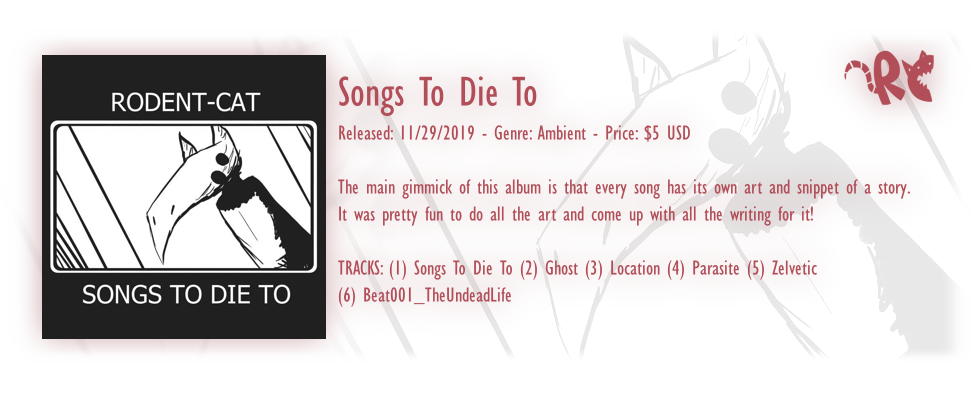 RODENT-CAT
SONGS TO DIE TO
RC
Songs To Die To
Released: 11/29/2019 - Genre: Ambient - Price: $5 USD
The main gimmick of this album is that every song has its own art and snippet of a story.
It was pretty fun to do all the art and come up with all the writing for it!
TRACKS: (1) Songs To Die To (2) Ghost (3) Location (4) Parasite (5) Zelvetic
(6) Beat001_TheUndeadLife